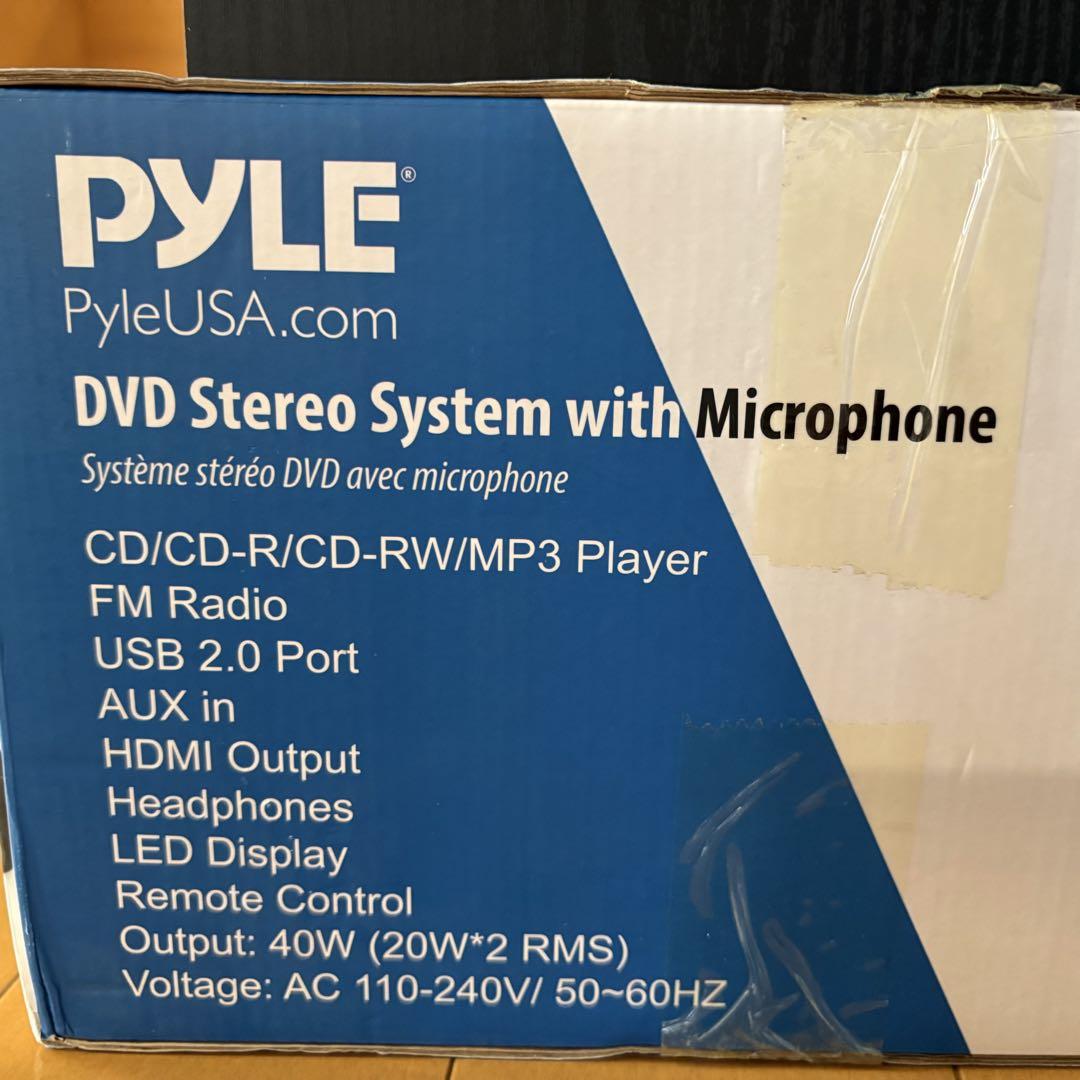 PYLE®
PyleUSA.com
DVD Stereo System with Microphone
Système stéréo DVD avec microphone
CD/CD-R/CD-RW/MP3 Player
FM Radio
USB 2.0 Port
AUX in
HDMI Output
Headphones
LED Display
Remote Control
Output: 40W (20W*2 RMS)
Voltage: AC 110-240V/ 50~60HZ